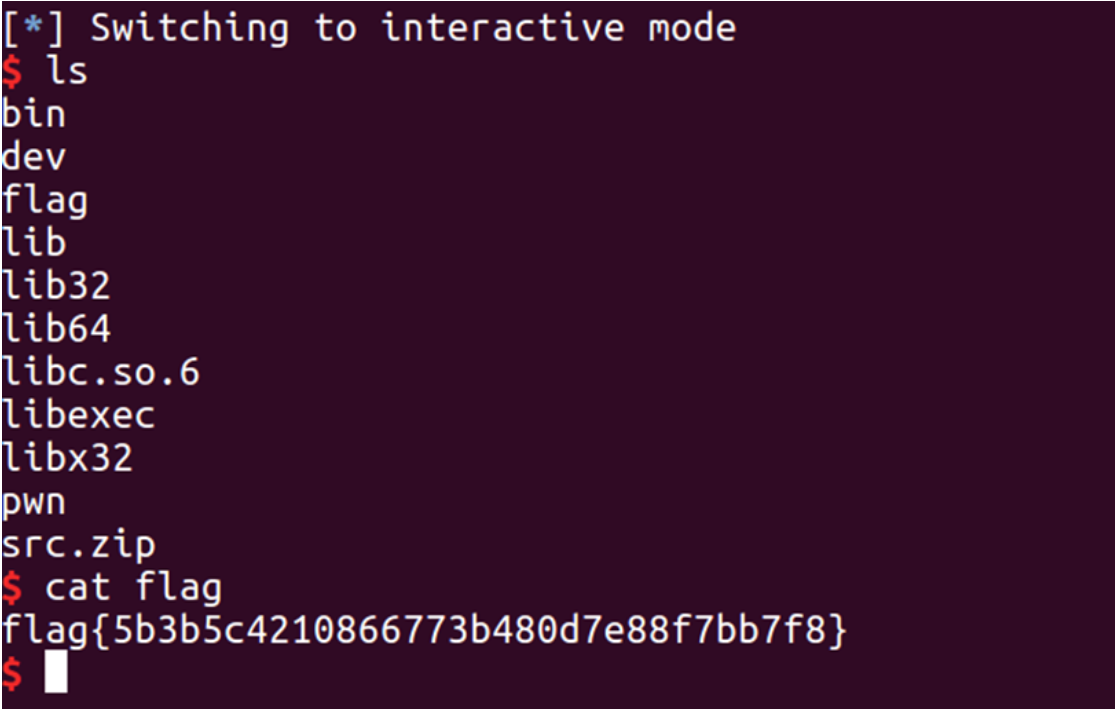 [*] Switching to interactive mode
$ ls
bin
dev
flag
lib
lib32
lib64
libc.so.6
libexec
libx32
pwn
src.zip
$ cat flag
flag{5b3b5c4210866773b480d7e88f7bb7f8}
$